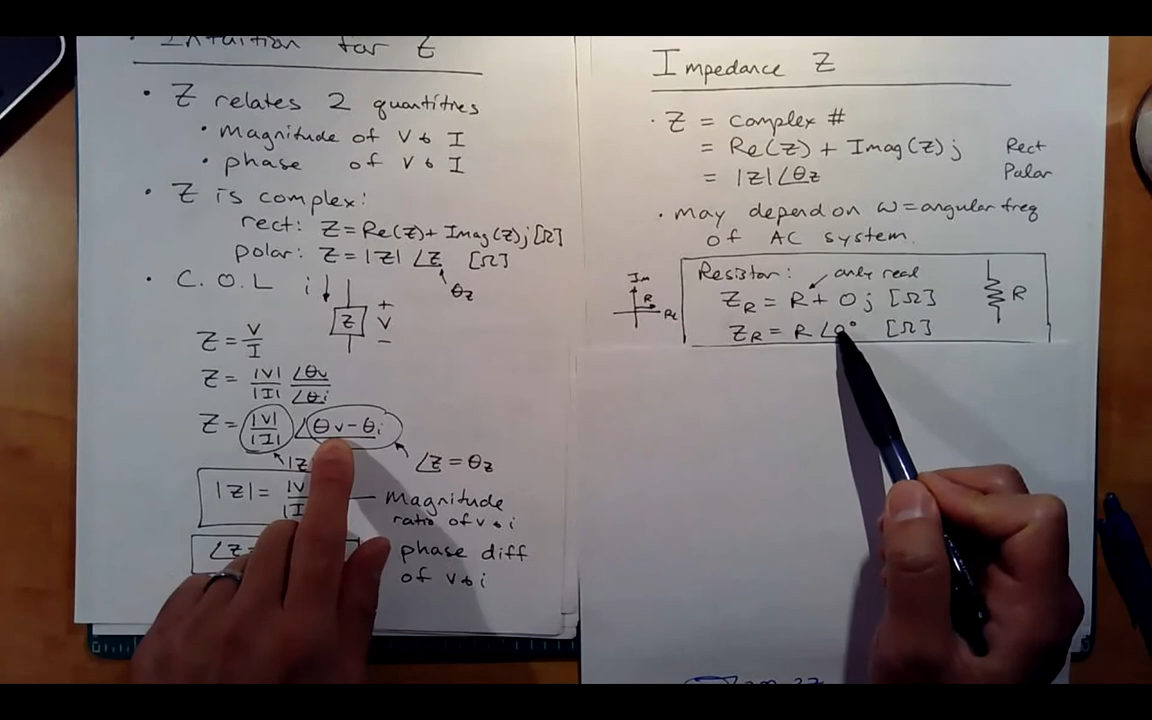 • Intuition for Z
• Z relates 2 quantities
• magnitude of V & I
• phase of V & I
• Z is complex:
rect: Z = Re(Z) + Imag(Z)j [Ω]
polar: Z = |Z| ∠Z [Ω]
θz
• C.O.L
i
+
Z
V
−
Z = V/I
Z = |V|/|I| ∠θv/∠θi
Z = |V|/|I| ∠θv−θi
|Z
∠Z = θz
|Z| = |V
|I
magnitude
ratio of v & i
∠Z=
phase diff
of v & i
Impedance Z
• Z = complex #
= Re(Z) + Imag(Z)j Rect
= |Z|∠θz Polar
• may depend on ω = angular freq
of AC system.
Im
R
Re
Resistor: only real
Z_R = R + 0j [Ω]
R
Z_R = R ∠0° [Ω]